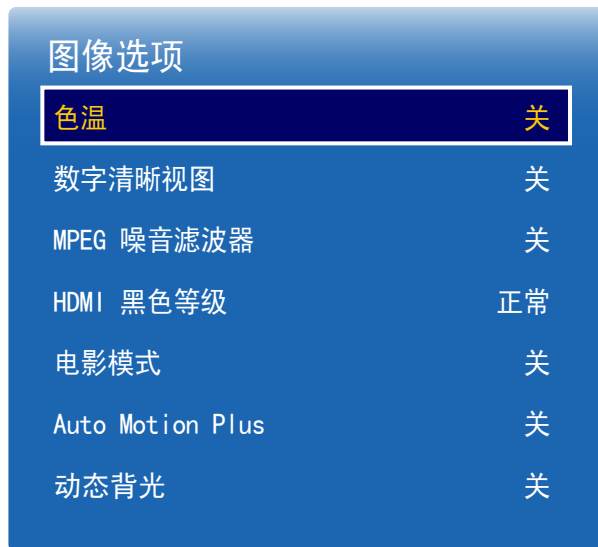 图像选项
色温 关
数字清晰视图 关
MPEG 噪音滤波器 关
HDMI 黑色等级 正常
电影模式 关
Auto Motion Plus 关
动态背光 关